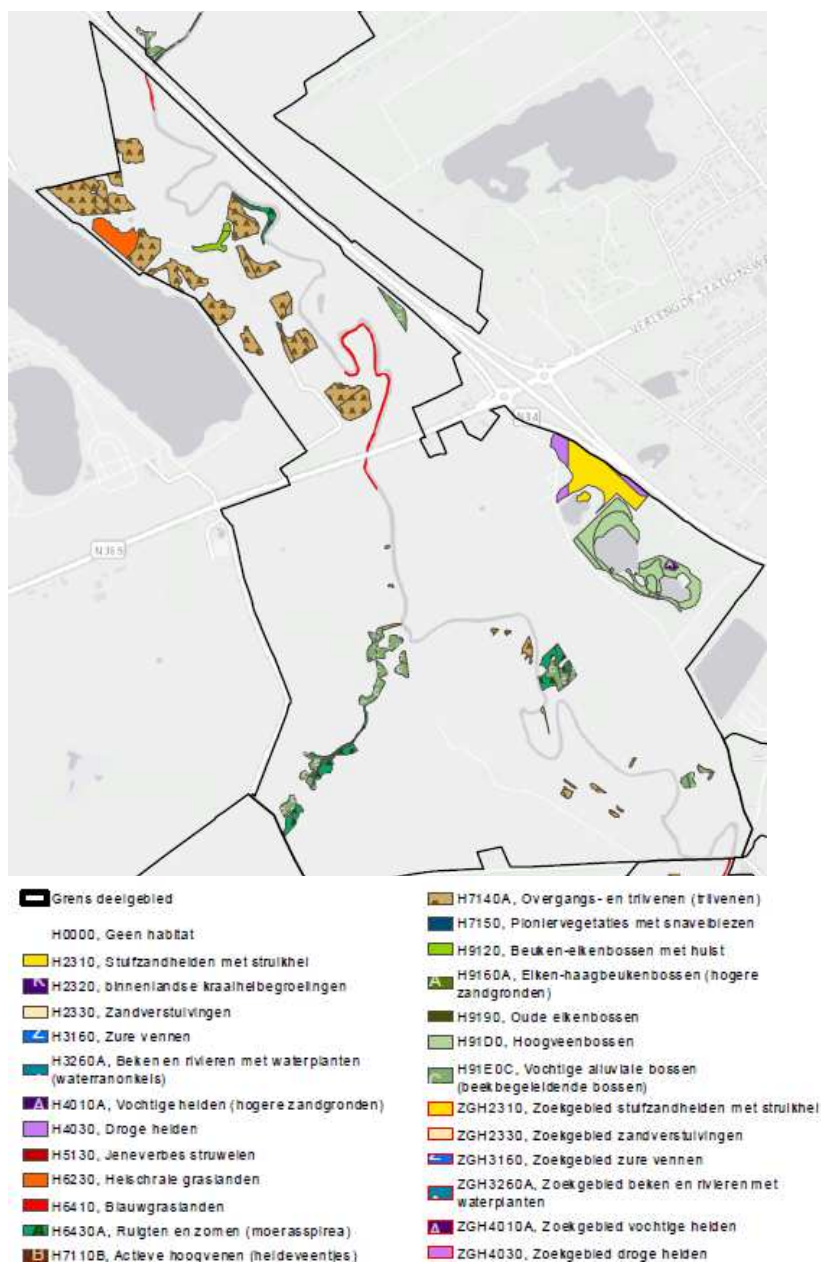 VERLENGDE STATIONSWE
N34
N385
A
Grens deelgebied
H0000, Geen habitat
H2310, Stuifzandheiden met struikhei
H2320, binnenlandse kraaiheibegroeiingen
H2330, Zandverstuivingen
H3160, Zure vennen
H3260A, Beken en rivieren met waterplanten
(waterranonkels)
H4010A, Vochtige heiden (hogere zandgronden)
H4030, Droge heiden
H5130, Jeneverbes struwelen
H6230, Heischrale graslanden
H6410, Blauwgraslanden
H6430A, Ruigten en zomen (moerasspirea)
H7110B, Actieve hoogvenen (heideveentjes)
H7140A, Overgangs- en trilvenen (trilvenen)
H7150, Pioniervegetaties met snavelbiezen
H9120, Beuken-eikenbossen met hulst
H9160A, Eiken-haagbeukenbossen (hogere
zandgronden)
H9190, Oude eikenbossen
H91D0, Hoogveenbossen
H91E0C, Vochtige alluviale bossen
(beekbegeleidende bossen)
ZGH2310, Zoekgebied stuifzandheiden met struikhei
ZGH2330, Zoekgebied zandverstuivingen
ZGH3160, Zoekgebied zure vennen
ZGH3260A, Zoekgebied beken en rivieren met
waterplanten
ZGH4010A, Zoekgebied vochtige heiden
ZGH4030, Zoekgebied droge heiden